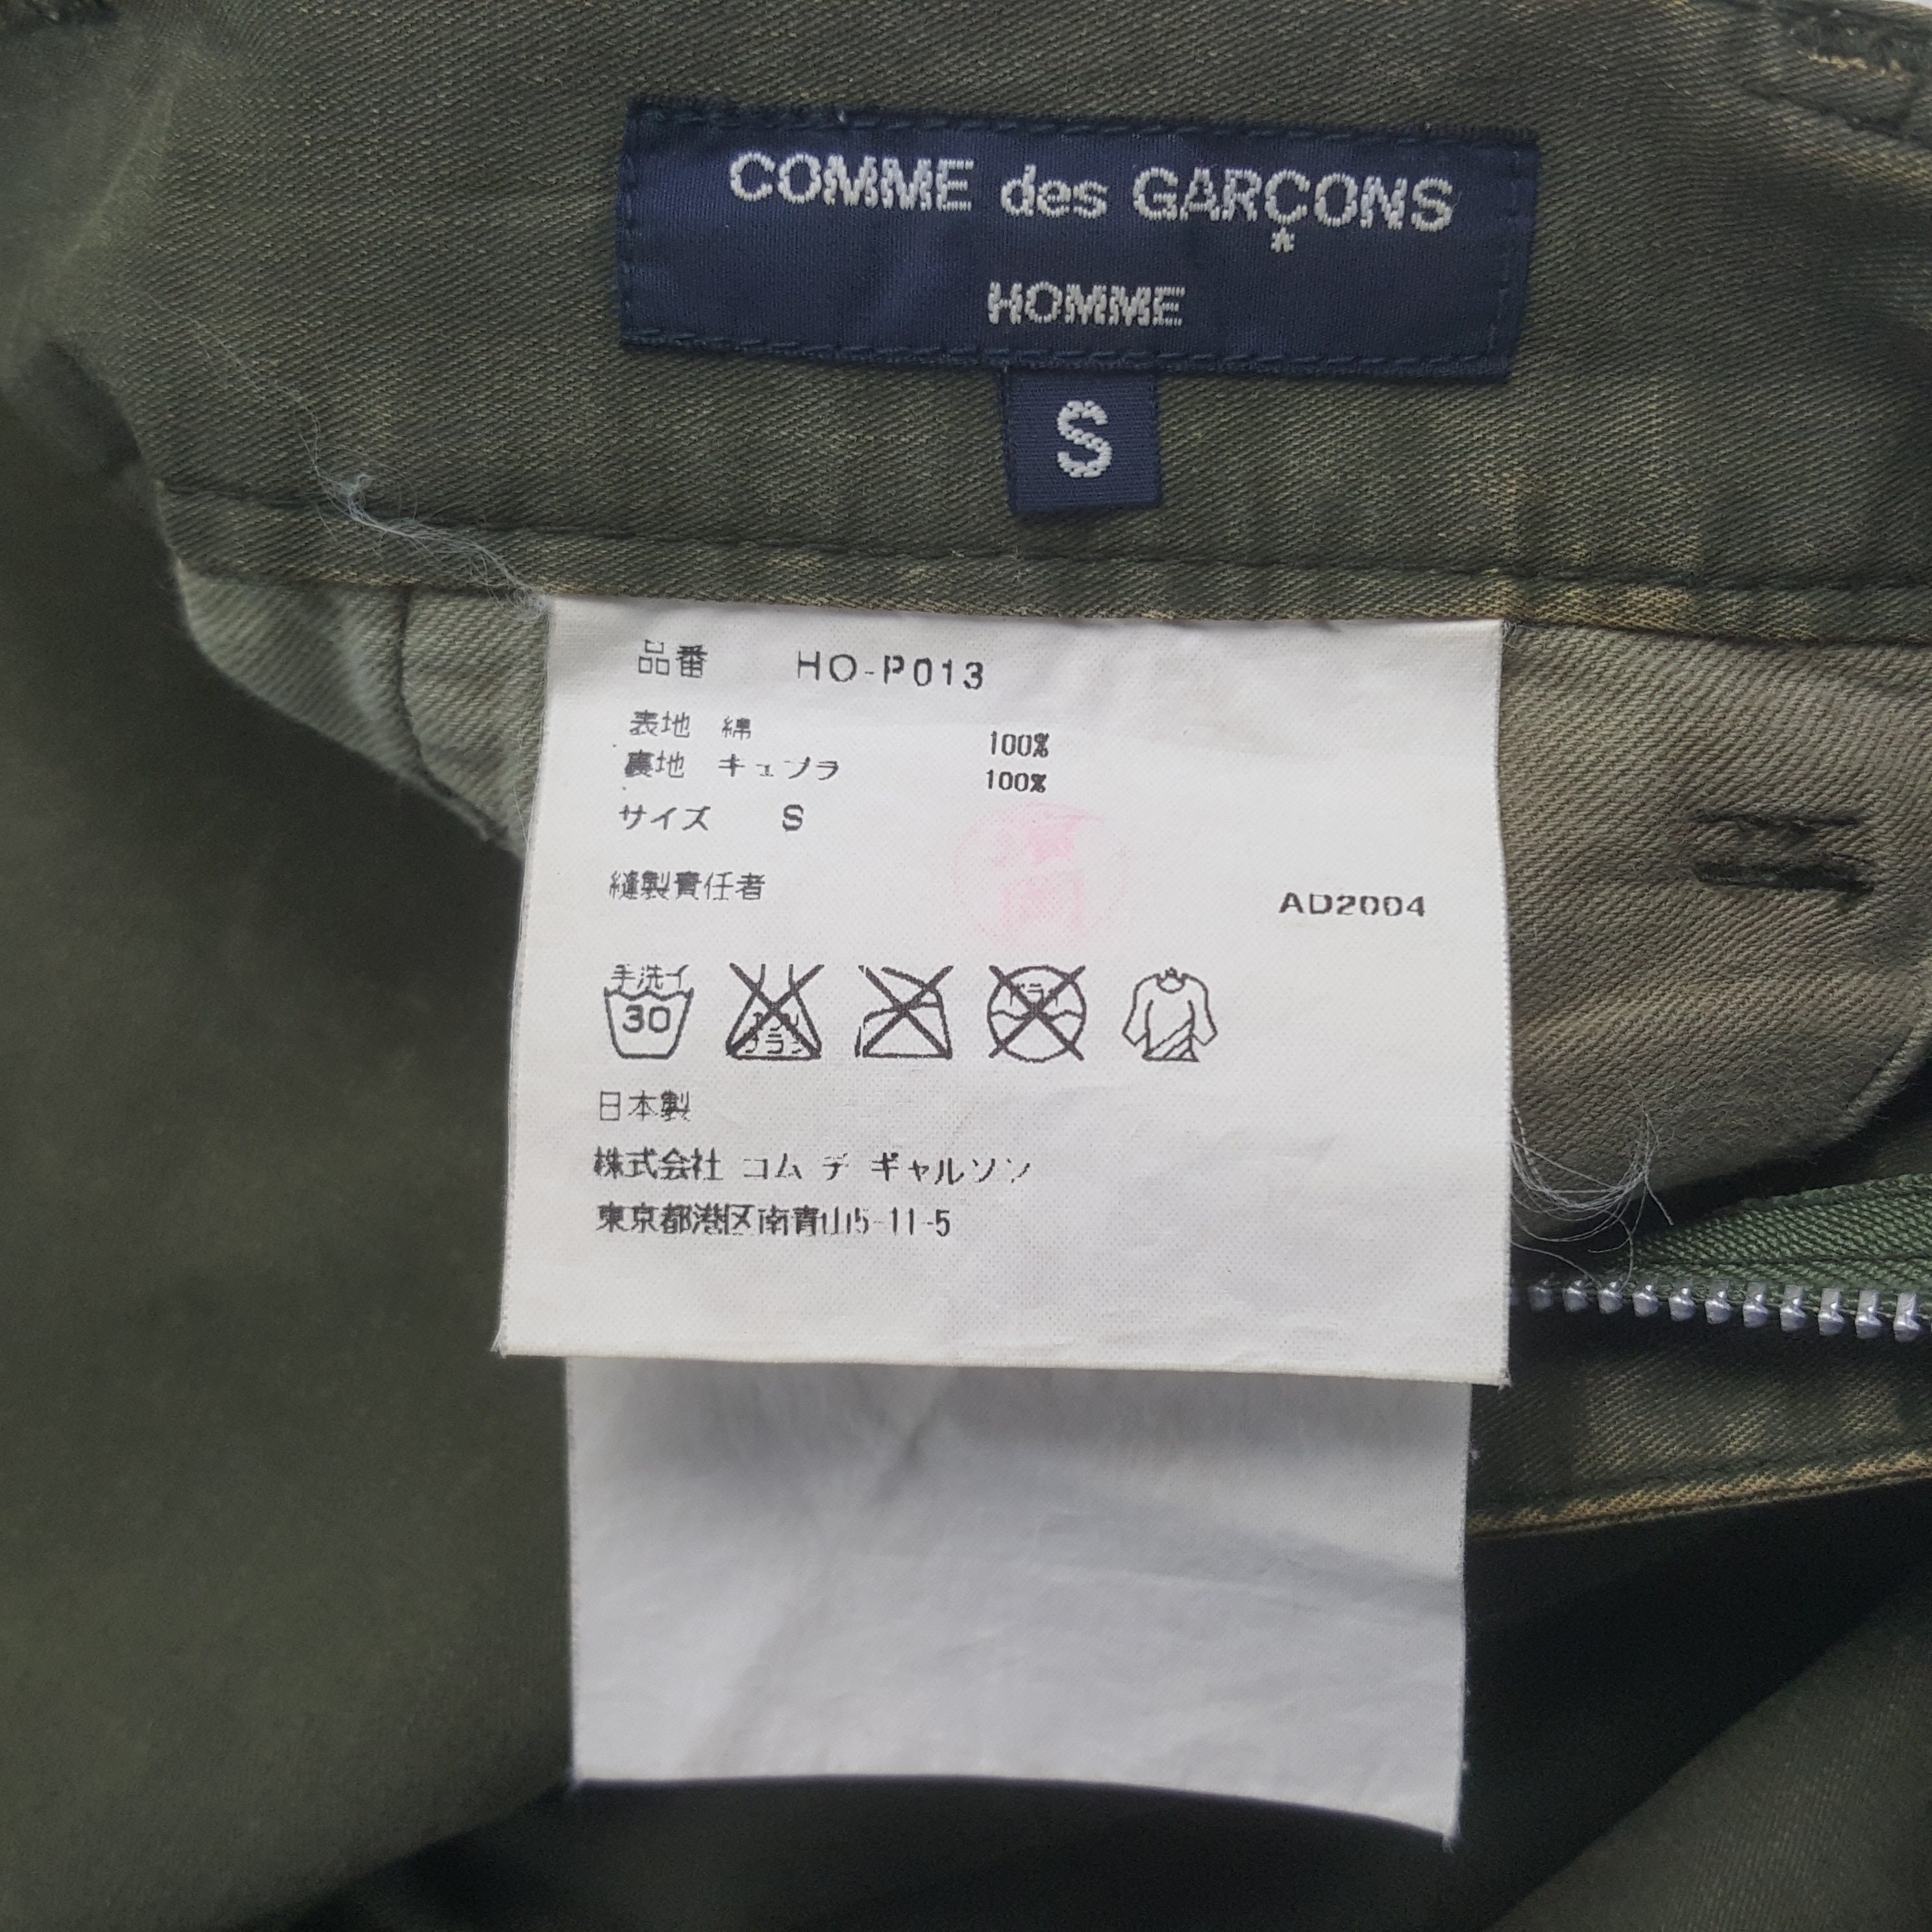 COMME des GARÇONS
HOMME
S
品番 HO-P013
表地 綿 100%
裏地 キュプラ 100%
サイズ S
縫製責任者
AD2004
手洗イ
30
ドライ
日本製
株式会社 コム デ ギャルソン
東京都港区南青山5-11-5